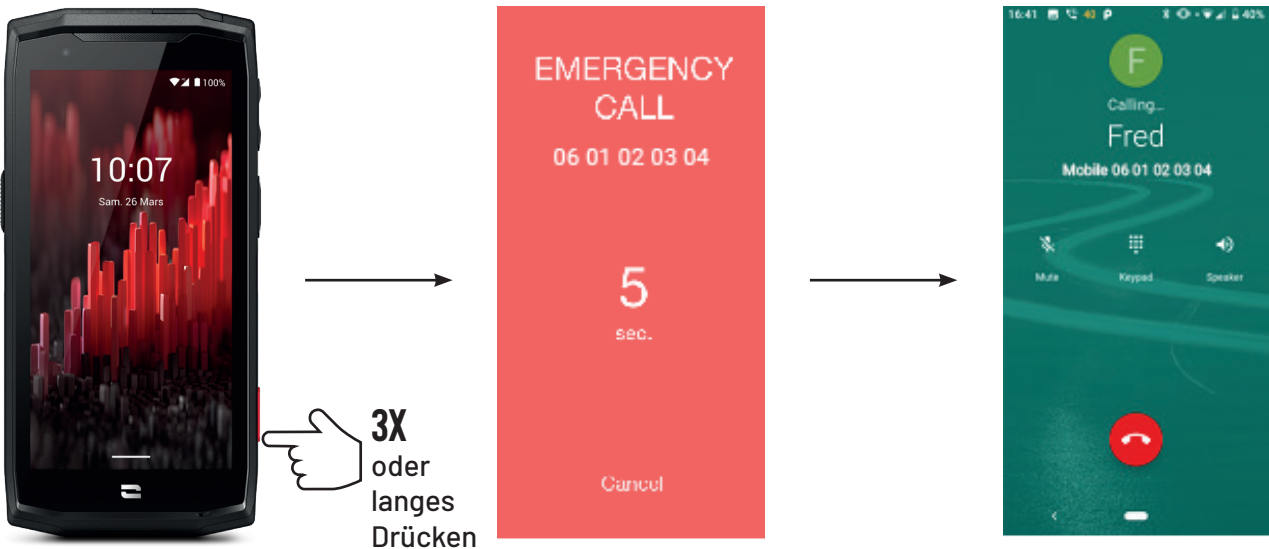 100%
10:07
Sam. 26 Mars
3X
oder
langes
Drücken
EMERGENCY
CALL
06 01 02 03 04
5
sec.
Cancel
16:41 40 P 40%
F
Calling...
Fred
Mobile 06 01 02 03 04
Mute Keypad Speaker